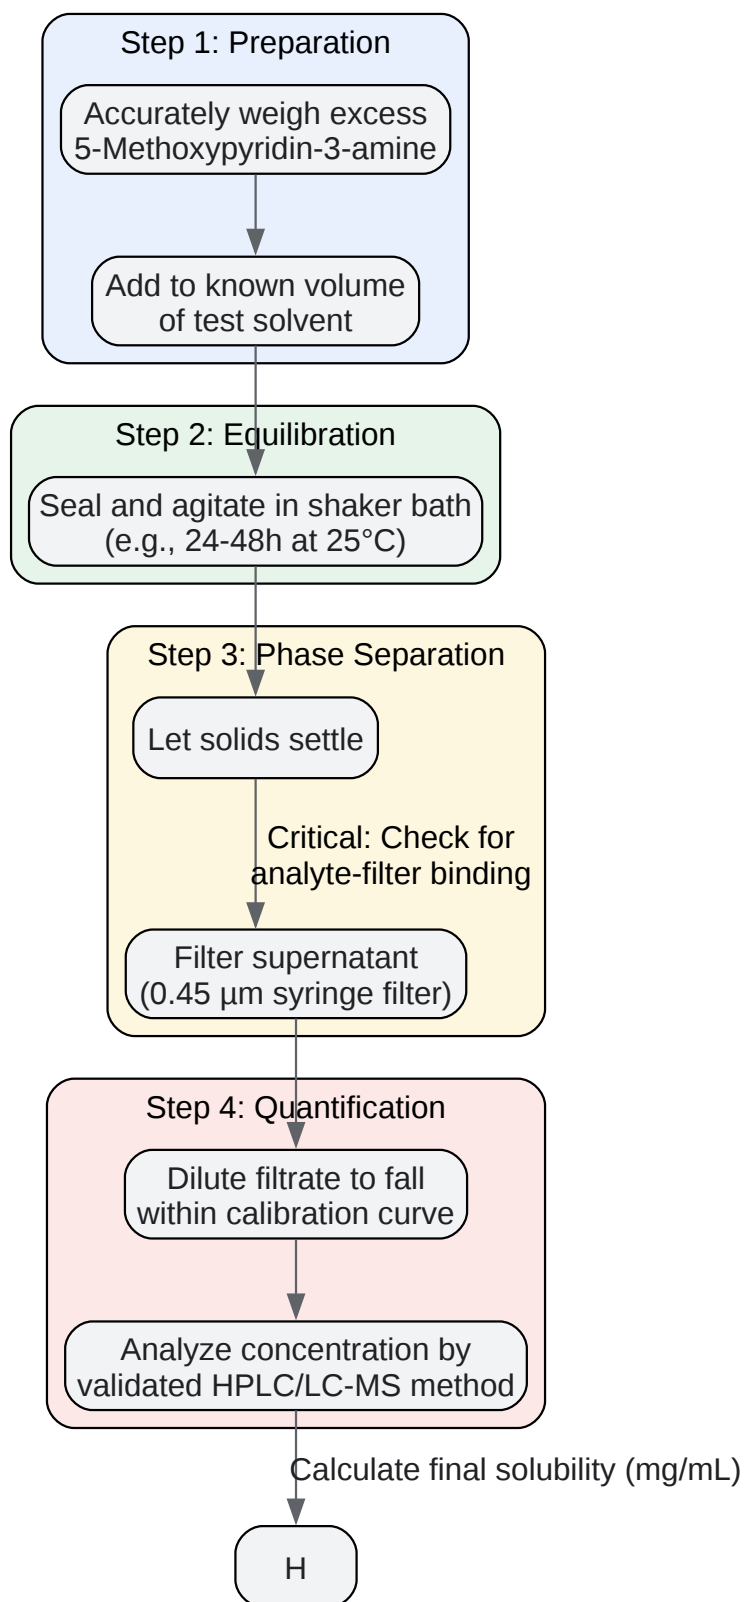 Step 1: Preparation
Accurately weigh excess
5-Methoxypyridin-3-amine
Add to known volume
of test solvent
Step 2: Equilibration
Seal and agitate in shaker bath
(e.g., 24-48h at 25°C)
Step 3: Phase Separation
Let solids settle
Critical: Check for
analyte-filter binding
Filter supernatant
(0.45 µm syringe filter)
Step 4: Quantification
Dilute filtrate to fall
within calibration curve
Analyze concentration by
validated HPLC/LC-MS method
Calculate final solubility (mg/mL)
H